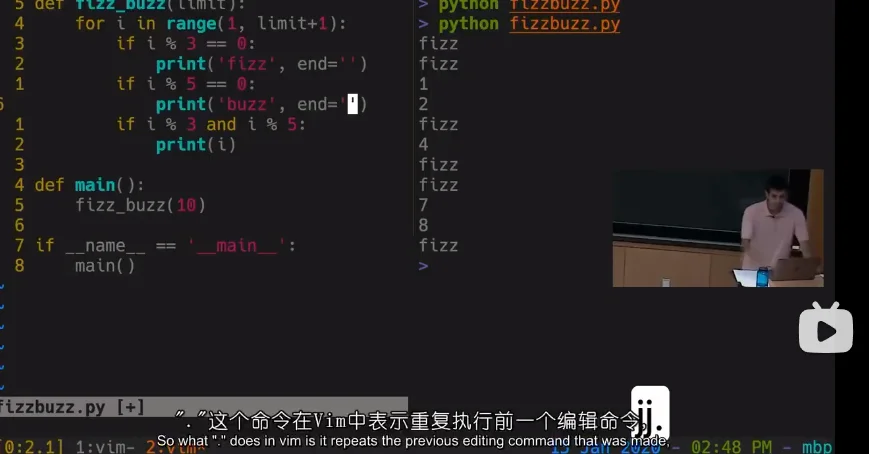 5 def fizz_buzz(limit):
4     for i in range(1, limit+1):
3         if i % 3 == 0:
2             print('fizz', end='')
1         if i % 5 == 0:
6             print('buzz', end='')
1         if i % 3 and i % 5:
2             print(i)
3
4 def main():
5     fizz_buzz(10)
6
7 if __name__ == '__main__':
8     main()
~
~
~
~
~
fizzbuzz.py [+]
> python fizzbuzz.py
> python fizzbuzz.py
fizz
fizz
1
2
fizz
4
fizz
fizz
7
8
fizz
>
jj.
"."这个命令在Vim中表示重复执行前一个编辑命令。
So what "." does in vim is it repeats the previous editing command that was made,
[0:2.1] 1:vim- 2:vim* 15 Jan 2020 - 02:48 PM - mbp